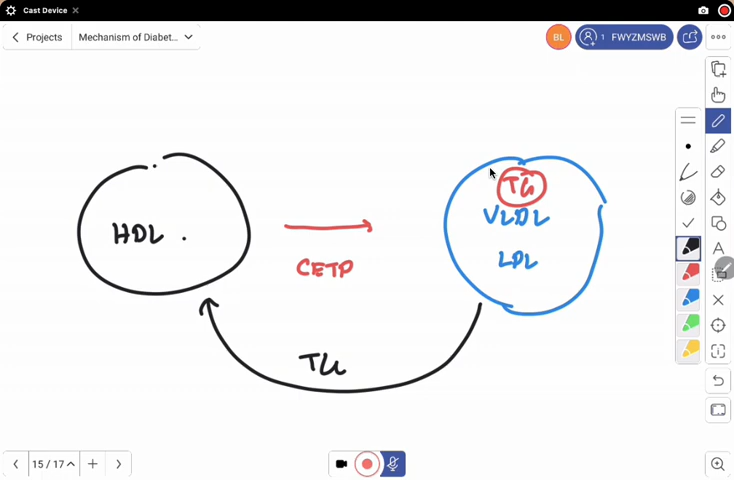 Cast Device
Projects
Mechanism of Diabet...
BL
1 FWYZMSWB
TG
VLDL
HDL
CETP
LDL
TG
A
15 / 17